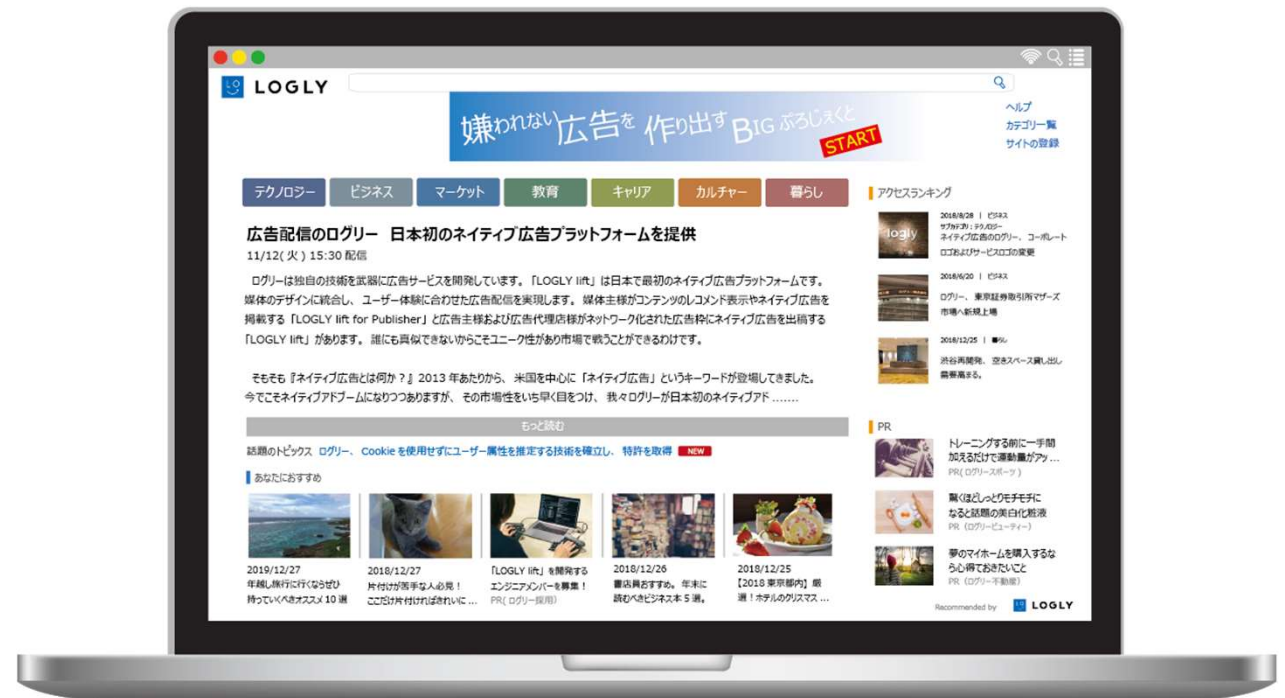 LOGLY
嫌われない広告を 作り出す BIG ぷろじぇくと
START
ヘルプ
カテゴリ一覧
サイトの登録
テクノロジー
ビジネス
マーケット
教育
キャリア
カルチャー
暮らし
広告配信のログリー 日本初のネイティブ広告プラットフォームを提供
11/12( 火 ) 15:30 配信
ログリーは独自の技術を武器に広告サービスを開発しています。「LOGLY lift」は日本で最初のネイティブ広告プラットフォームです。
媒体のデザインに統合し、ユーザー体験に合わせた広告配信を実現します。媒体主様がコンテンツのレコメンド表示やネイティブ広告を
掲載する「LOGLY lift for Publisher」と広告主様および広告代理店様がネットワーク化された広告枠にネイティブ広告を出稿する
「LOGLY lift」があります。誰にも真似できないからこそユニーク性があり市場で戦うことができるわけです。
そもそも『ネイティブ広告とは何か？』2013 年あたりから、米国を中心に「ネイティブ広告」というキーワードが登場してきました。
今でこそネイティブアドブームになりつつありますが、その市場性をいち早く目をつけ、我々ログリーが日本初のネイティブアド .......
もっと読む
話題のトピックス ログリー、Cookie を使用せずにユーザー属性を推定する技術を確立し、特許を取得 NEW
あなたにおすすめ
2019/12/27
年越し旅行に行くならぜひ
持っていくべきオススメ 10 選
2018/12/27
片付けが苦手な人必見！
ここだけ片付ければきれいに ...
「LOGLY lift」を開発する
エンジニアメンバーを募集！
PR( ログリー採用)
2018/12/26
書店員おすすめ。年末に
読むべきビジネス本 5 選。
2018/12/25
【2018 東京都内】厳
選！ホテルのクリスマス ...
アクセスランキング
logly
2018/8/28 | ビジネス
サブカテゴリ : テクノロジー
ネイティブ広告のログリー、コーポレート
ロゴおよびサービスロゴの変更
2018/6/20 | ビジネス
ログリー、東京証券取引所マザーズ
市場へ新規上場
2018/12/25 | 暮らし
渋谷再開発、空きスペース貸し出し
需要高まる。
PR
トレーニングする前に一手間
加えるだけで運動量がアッ ...
PR( ログリースポーツ )
驚くほどしっとりモチモチに
なると話題の美白化粧液
PR（ログリービューティー）
夢のマイホームを購入するな
ら心得ておきたいこと
PR（ログリー不動産）
Recommended by LOGLY